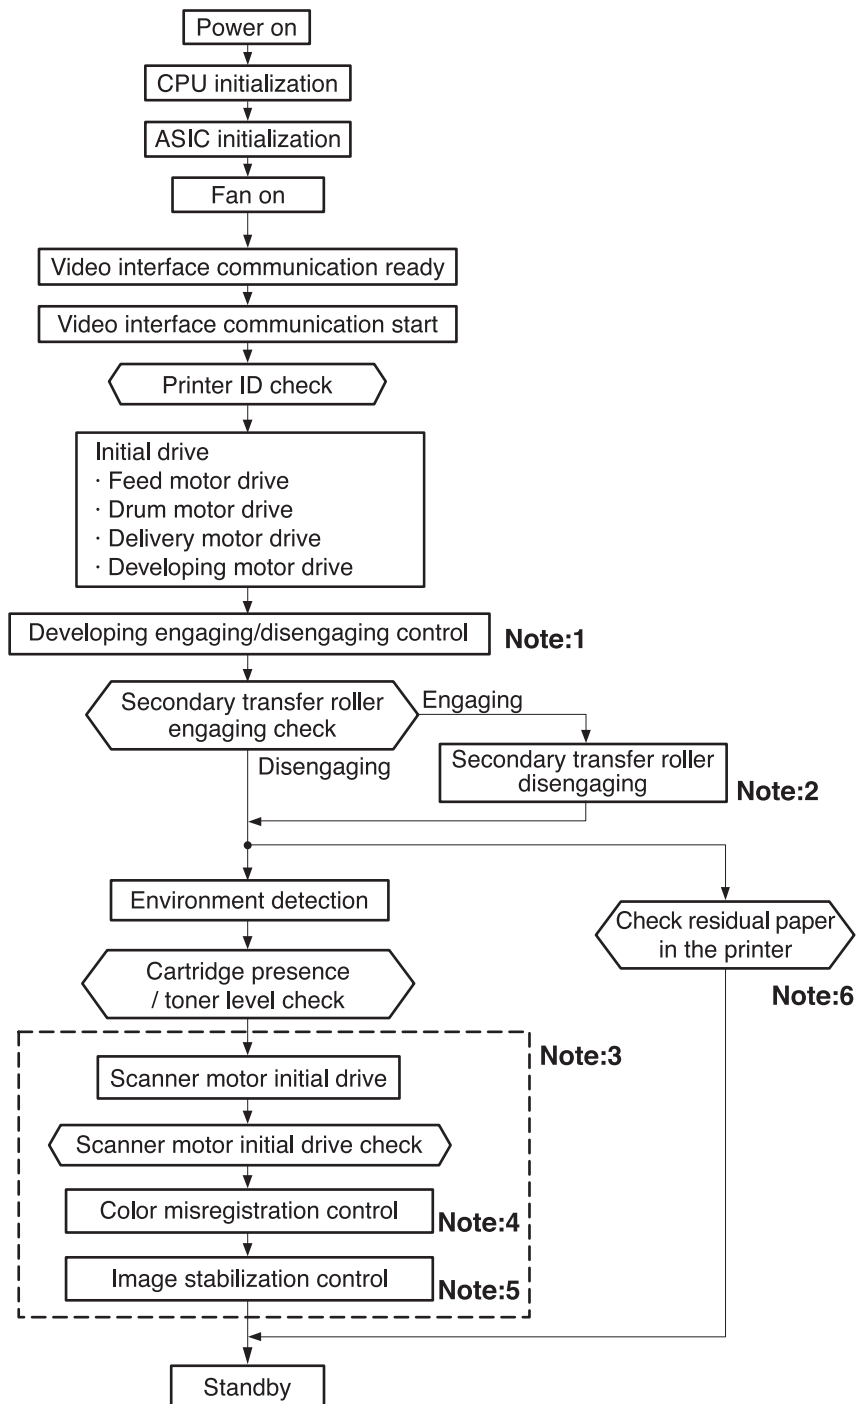 Power on
CPU initialization
ASIC initialization
Fan on
Video interface communication ready
Video interface communication start
Printer ID check
Initial drive
· Feed motor drive
· Drum motor drive
· Delivery motor drive
· Developing motor drive
Developing engaging/disengaging control
Note:1
Secondary transfer roller
engaging check
Engaging
Disengaging
Secondary transfer roller
disengaging
Note:2
Environment detection
Check residual paper
in the printer
Note:6
Cartridge presence
/ toner level check
Note:3
Scanner motor initial drive
Scanner motor initial drive check
Color misregistration control
Note:4
Image stabilization control
Note:5
Standby